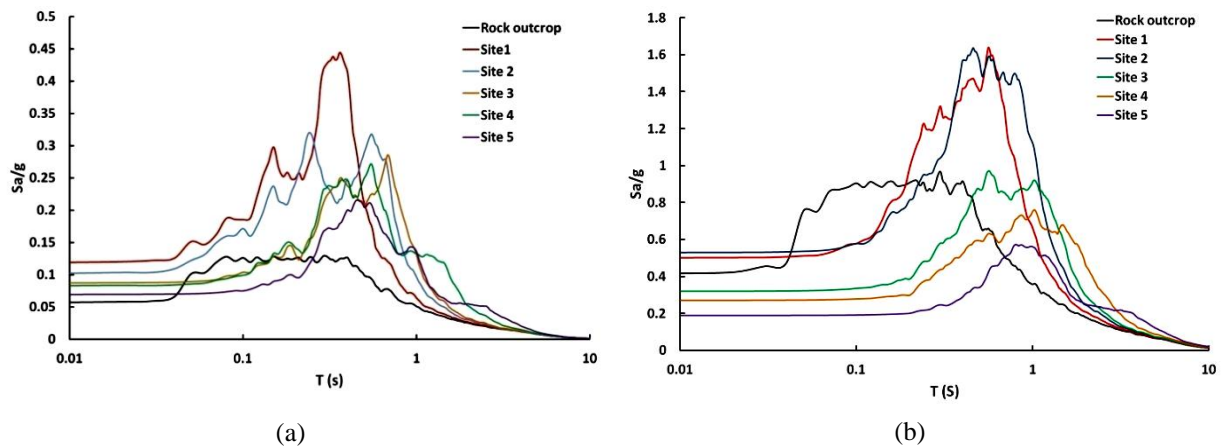 0.5
0.45
0.4
0.35
0.3
0.25
0.2
0.15
0.1
0.05
0
Sa/g
0.01 0.1 1 10
T (s)
Rock outcrop
Site1
Site 2
Site 3
Site 4
Site 5
(a)
1.8
1.6
1.4
1.2
1
0.8
0.6
0.4
0.2
0
Sa/g
0.01 0.1 1 10
T (S)
Rock outcrop
Site 1
Site 2
Site 3
Site 4
Site 5
(b)